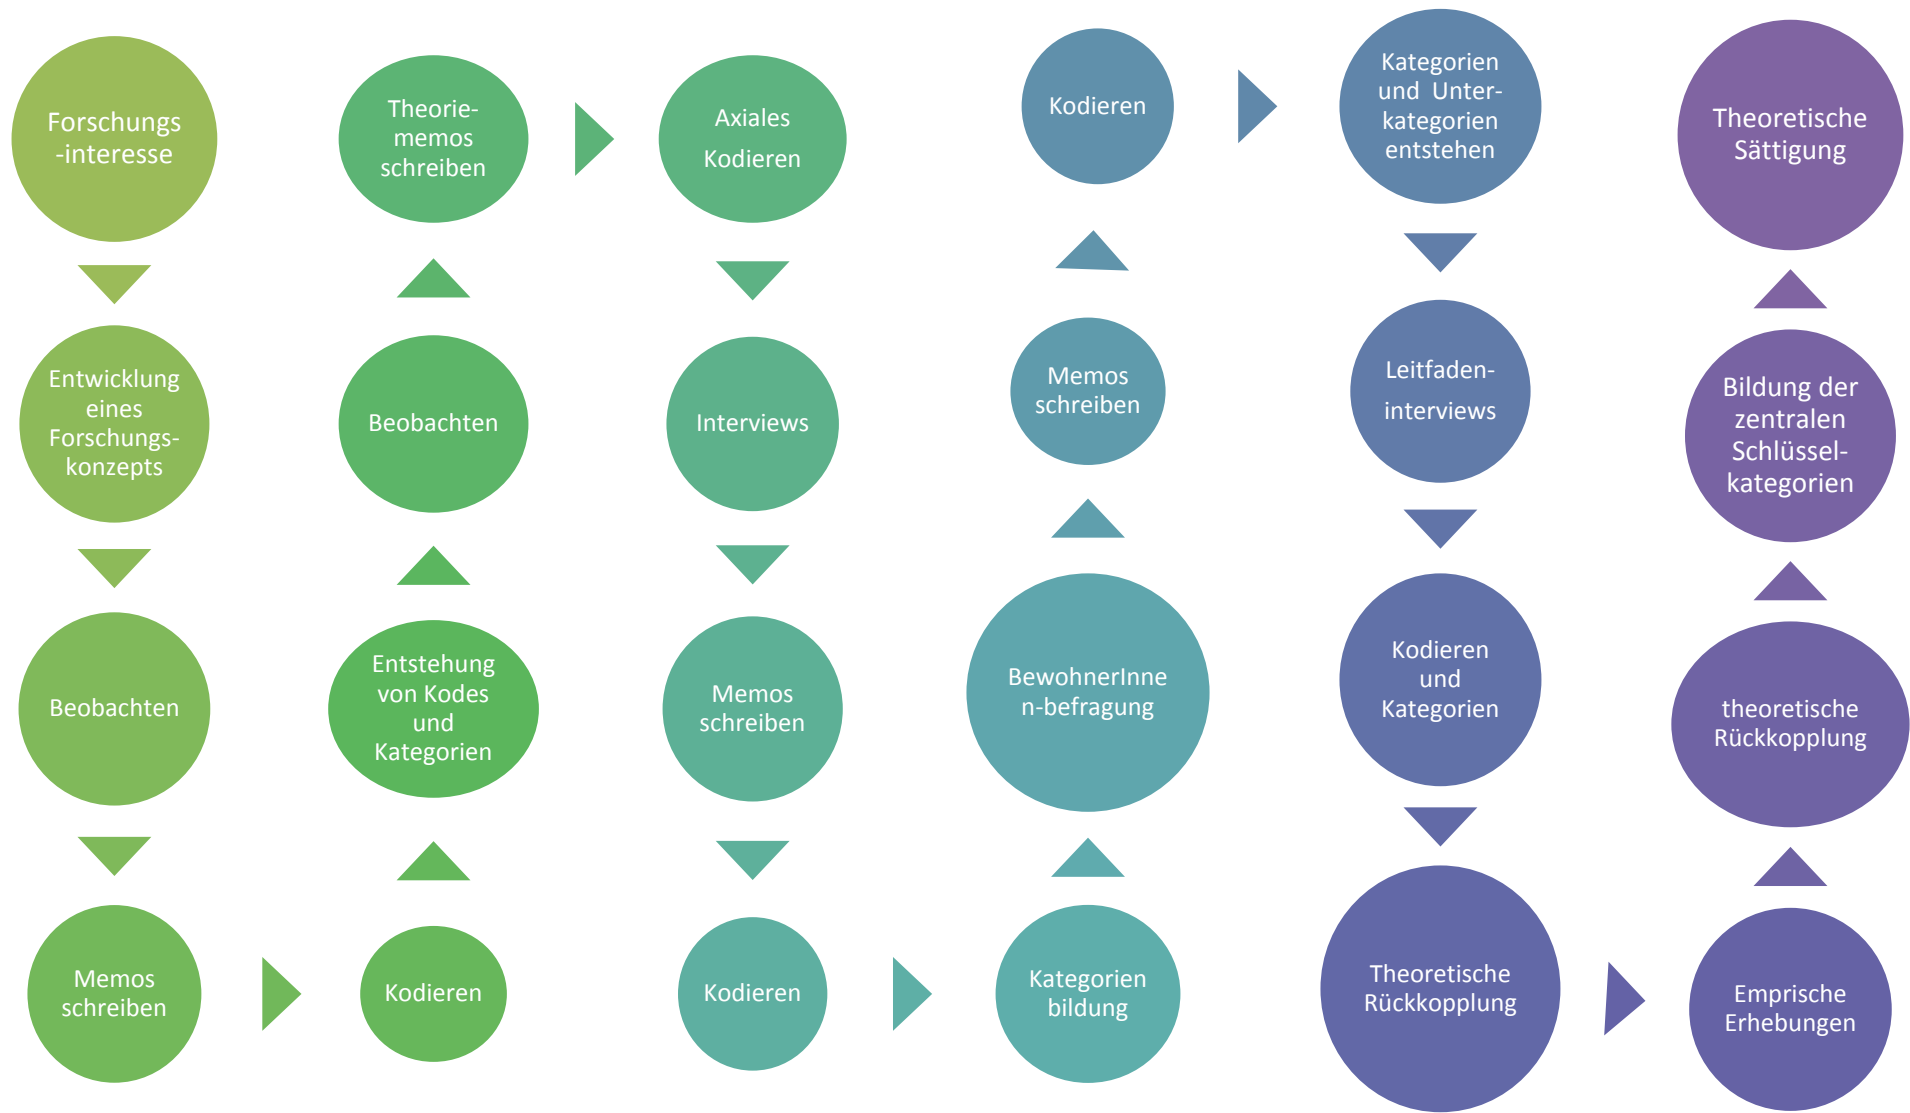 Forschungs
-interesse
Entwicklung
eines
Forschungs-
konzepts
Beobachten
Memos
schreiben
Kodieren
Entstehung
von Kodes
und
Kategorien
Beobachten
Theorie-
memos
schreiben
Axiales
Kodieren
Interviews
Memos
schreiben
Kodieren
Kategorien
bildung
BewohnerInne
n-befragung
Memos
schreiben
Kodieren
Kategorien
und Unter-
kategorien
entstehen
Leitfaden-
interviews
Kodieren
und
Kategorien
Theoretische
Rückkopplung
Emprische
Erhebungen
theoretische
Rückkopplung
Bildung der
zentralen
Schlüssel-
kategorien
Theoretische
Sättigung